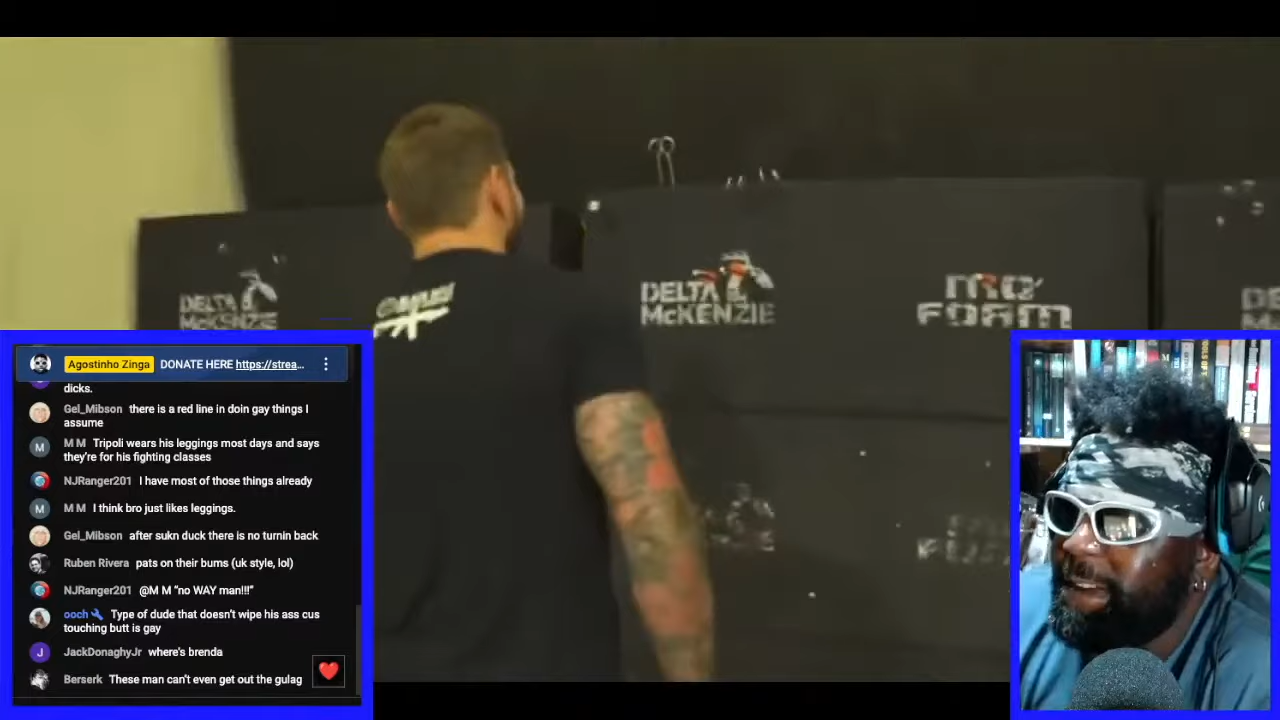 DELTA
McKENZIE
DELTA
McKENZIE
FOAM
Agostinho Zinga DONATE HERE https://strea...
dicks.
Gel_Mibson there is a red line in doin gay things I
assume
M M Tripoli wears his leggings most days and says
they're for his fighting classes
NJRanger201 I have most of those things already
M M I think bro just likes leggings.
Gel_Mibson after sukn duck there is no turnin back
Ruben Rivera pats on their bums (uk style, lol)
NJRanger201 @M M "no WAY man!!!"
ooch Type of dude that doesn't wipe his ass cus
touching butt is gay
JackDonaghyJr where's brenda
Berserk These man can't even get out the gulag